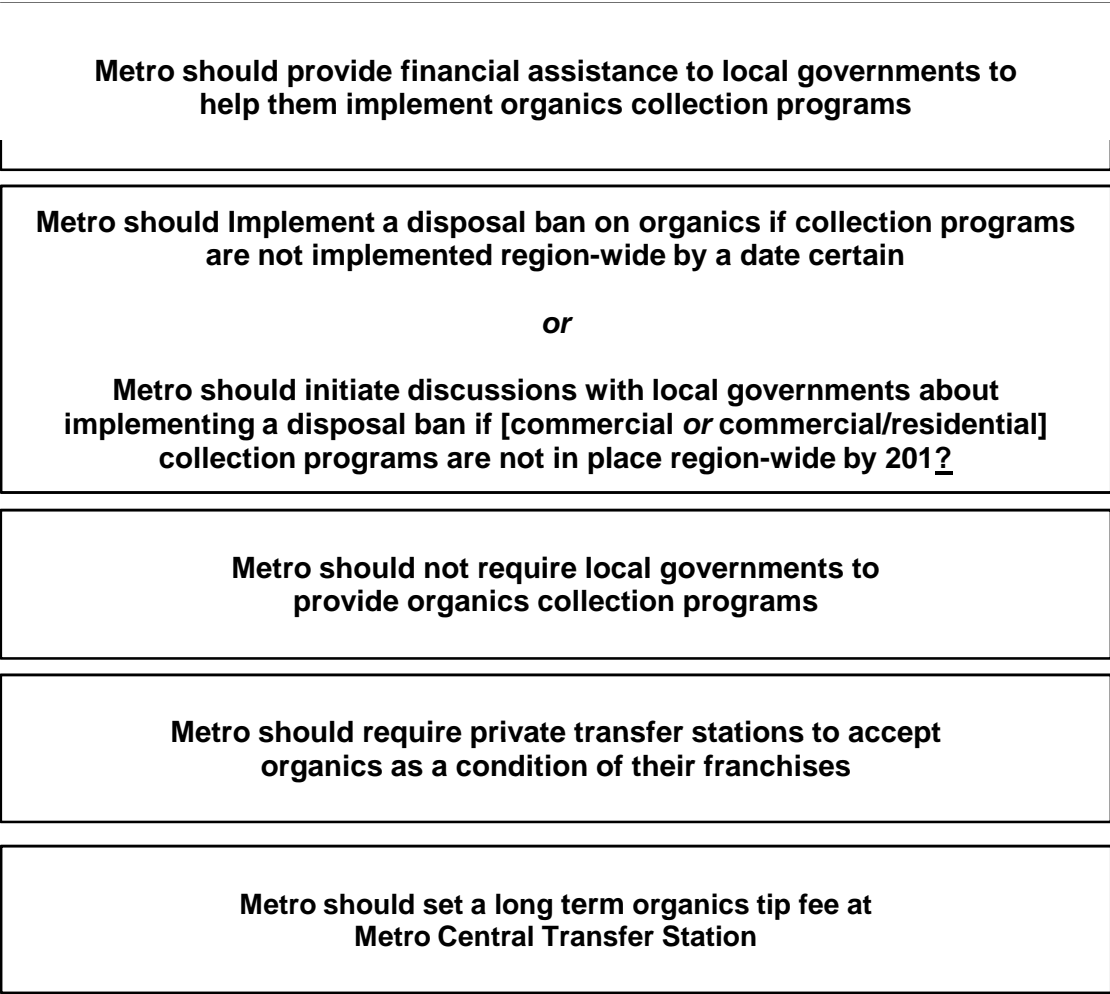 Metro should provide financial assistance to local governments to
help them implement organics collection programs
Metro should Implement a disposal ban on organics if collection programs
are not implemented region-wide by a date certain
or
Metro should initiate discussions with local governments about
implementing a disposal ban if [commercial or commercial/residential]
collection programs are not in place region-wide by 201?
Metro should not require local governments to
provide organics collection programs
Metro should require private transfer stations to accept
organics as a condition of their franchises
Metro should set a long term organics tip fee at
Metro Central Transfer Station